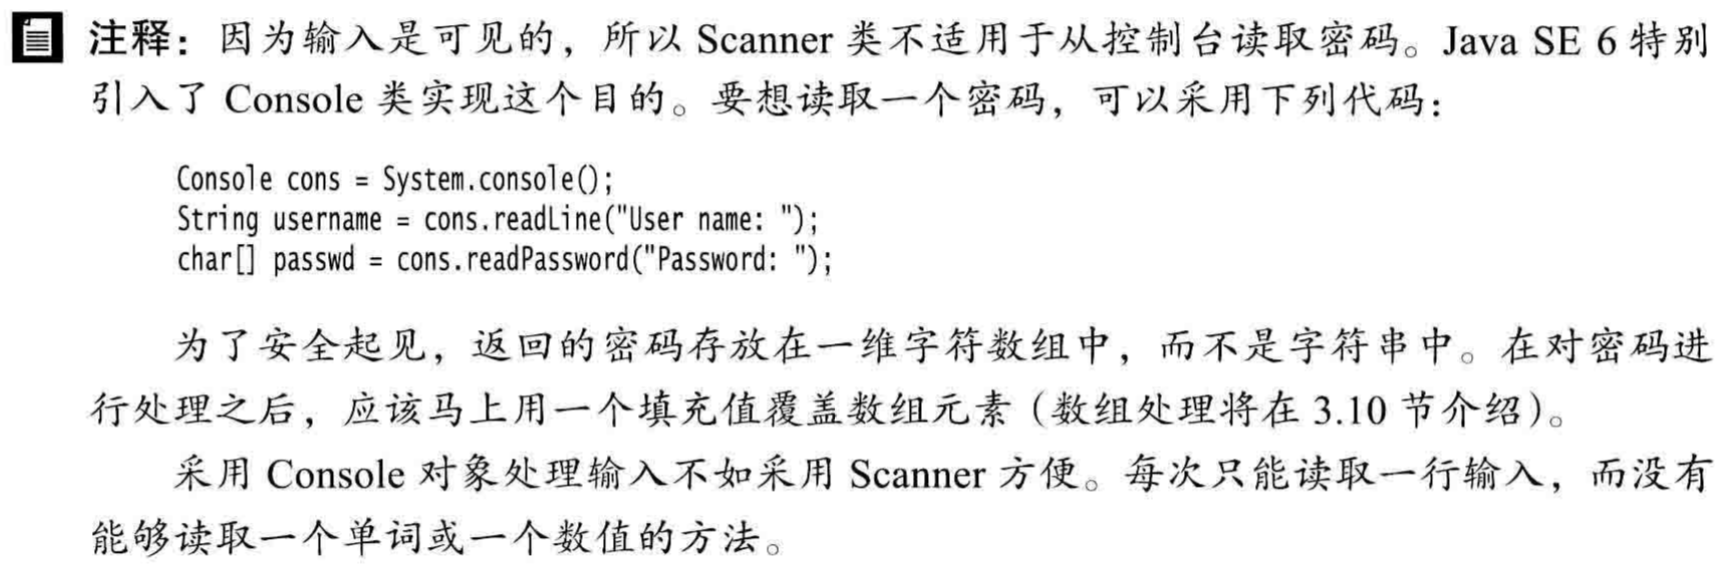 注释：因为输入是可见的，所以 Scanner 类不适用于从控制台读取密码。Java SE 6 特别
引入了 Console 类实现这个目的。要想读取一个密码，可以采用下列代码：
Console cons = System.console();
String username = cons.readLine("User name: ");
char[] passwd = cons.readPassword("Password: ");
为了安全起见，返回的密码存放在一维字符数组中，而不是字符串中。在对密码进
行处理之后，应该马上用一个填充值覆盖数组元素（数组处理将在 3.10 节介绍）。
采用 Console 对象处理输入不如采用 Scanner 方便。每次只能读取一行输入，而没有
能够读取一个单词或一个数值的方法。